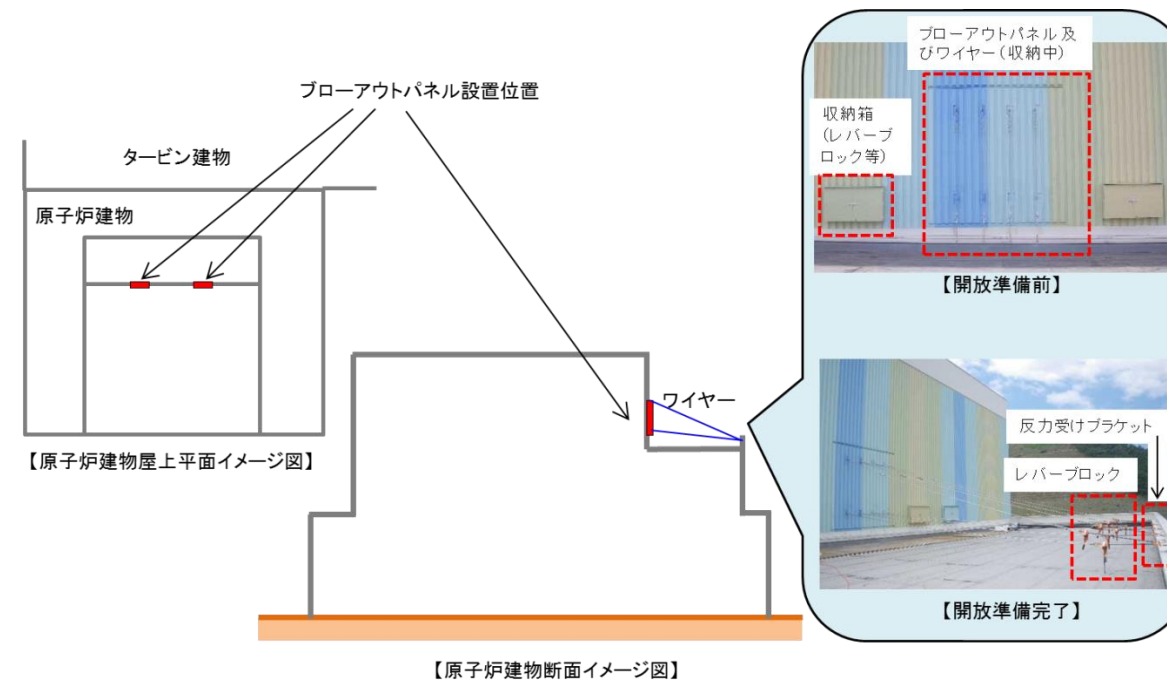 ブローアウトパネル設置位置
タービン建物
原子炉建物
【原子炉建物屋上平面イメージ図】
ワイヤー
【原子炉建物断面イメージ図】
ブローアウトパネル及
びワイヤー（収納中）
収納箱
（レバーブ
ロック等）
【開放準備前】
反力受けブラケット
レバーブロック
【開放準備完了】